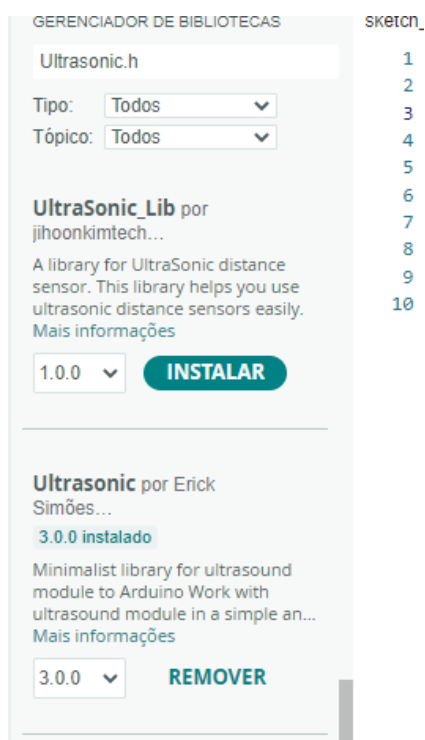 GERENCIADOR DE BIBLIOTECAS
Ultrasonic.h
Tipo: Todos
Tópico: Todos
UltraSonic_Lib por
jihoonkimtech...
A library for UltraSonic distance
sensor. This library helps you use
ultrasonic distance sensors easily.
Mais informações
1.0.0 INSTALAR
Ultrasonic por Erick
Simões...
3.0.0 instalado
Minimalist library for ultrasound
module to Arduino Work with
ultrasound module in a simple an...
Mais informações
3.0.0 REMOVER
sketch_
1
2
3
4
5
6
7
8
9
10